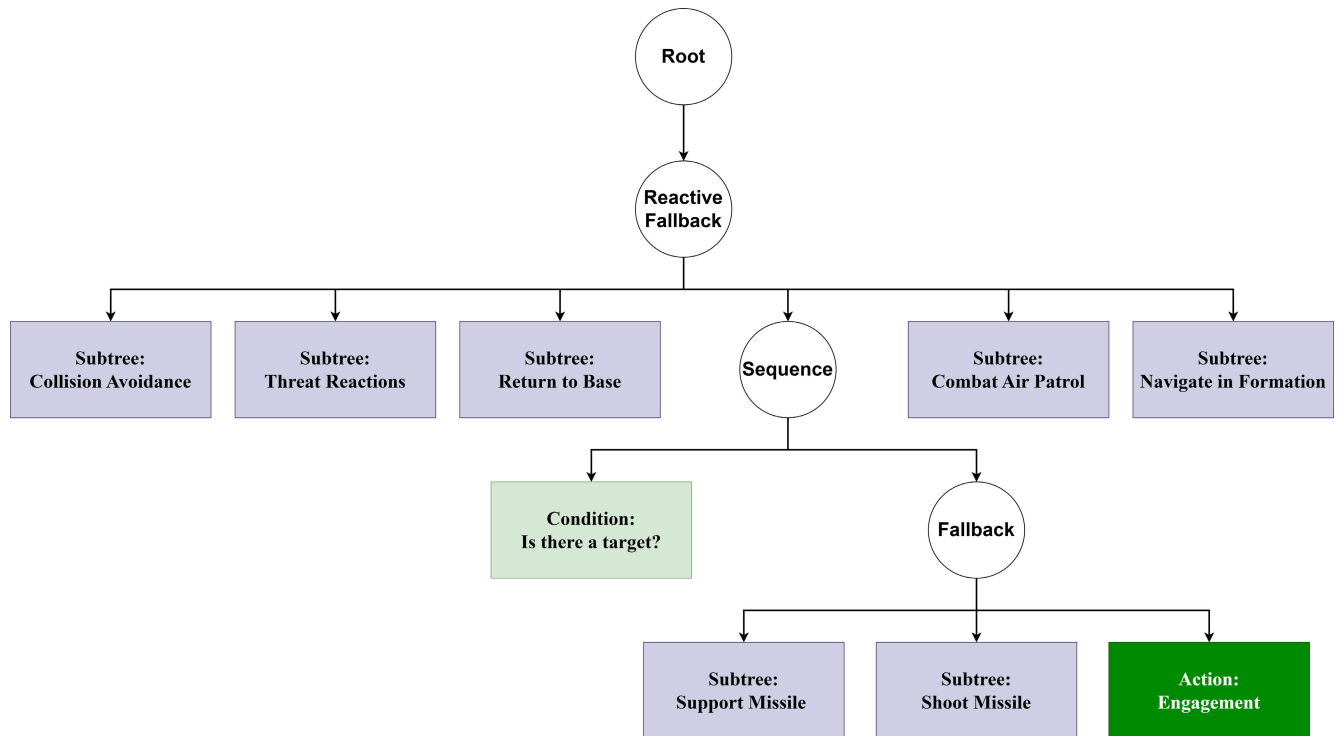 Root
Reactive
Fallback
Subtree:
Collision Avoidance
Subtree:
Threat Reactions
Subtree:
Return to Base
Sequence
Subtree:
Combat Air Patrol
Subtree:
Navigate in Formation
Condition:
Is there a target?
Fallback
Subtree:
Support Missile
Subtree:
Shoot Missile
Action:
Engagement